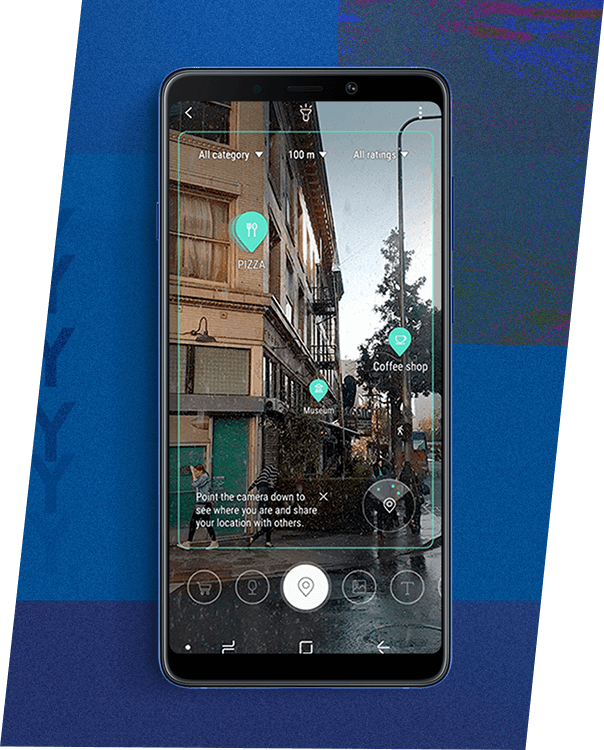 All category
100 m
All ratings
PIZZA
Coffee shop
Museum
Point the camera down to
see where you are and share
your location with others.
T
Y
Y
Y